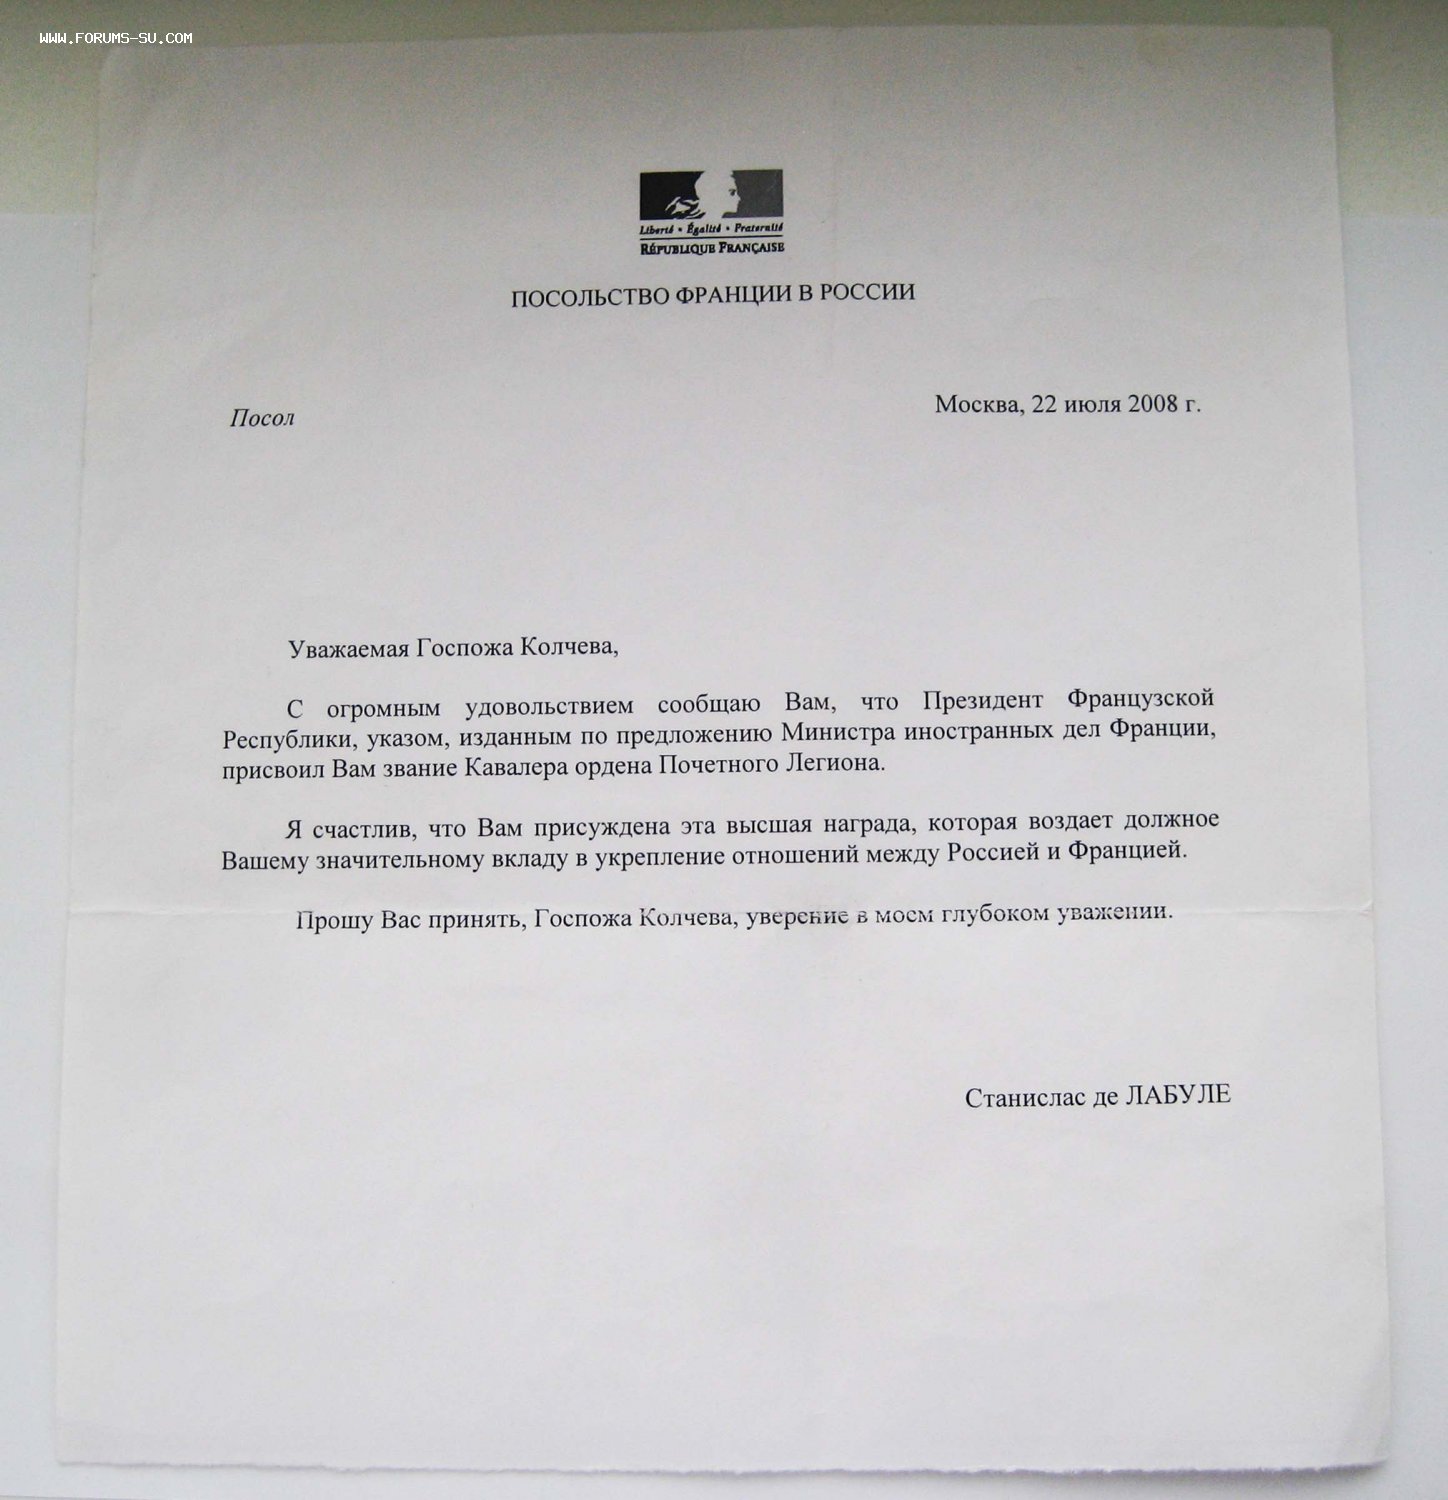 WWW.FORUMS-SU.COM
Liberté • Égalité • Fraternité
RÉPUBLIQUE FRANÇAISE
ПОСОЛЬСТВО ФРАНЦИИ В РОССИИ
Москва, 22 июля 2008 г.
Посол
Уважаемая Госпожа Колчева,
С огромным удовольствием сообщаю Вам, что Президент Французской
Республики, указом, изданным по предложению Министра иностранных дел Франции,
присвоил Вам звание Кавалера ордена Почетного Легиона.
Я счастлив, что Вам присуждена эта высшая награда, которая воздает должное
Вашему значительному вкладу в укрепление отношений между Россией и Францией.
Прошу Вас принять, Госпожа Колчева, уверение в моем глубоком уважении.
Станислас де ЛАБУЛЕ